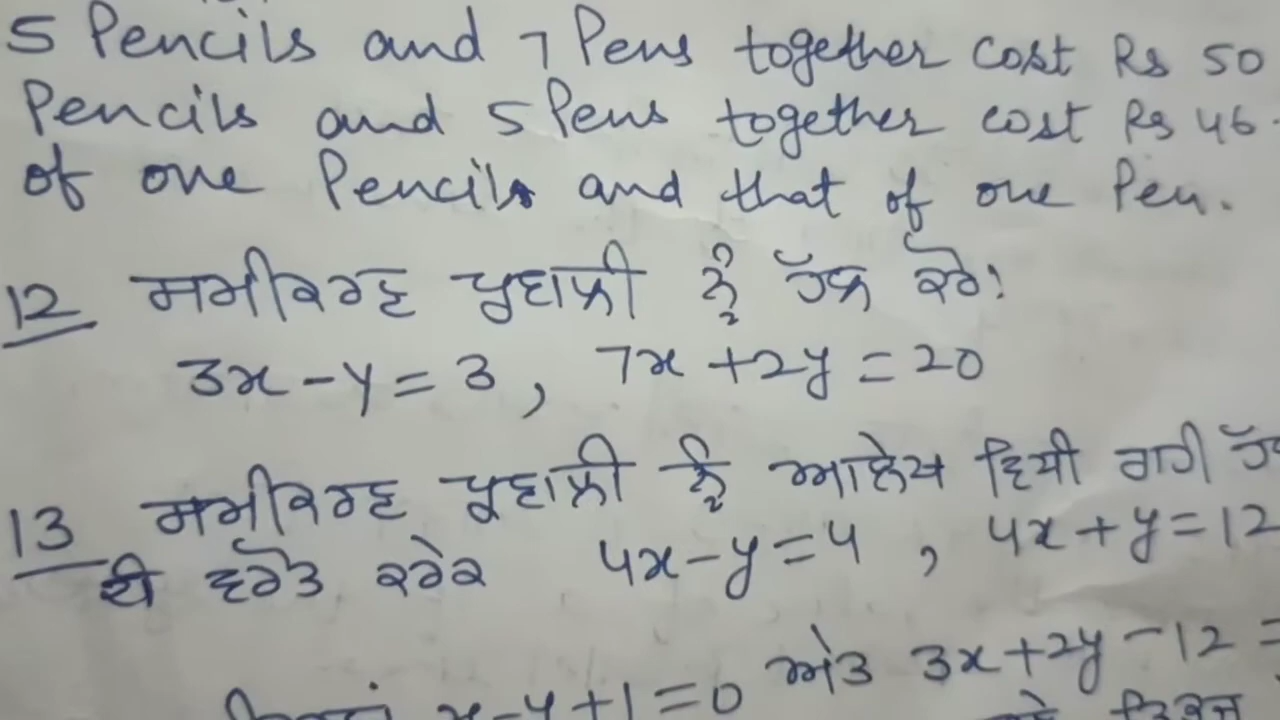 5 Pencils and 7 Pens together cost Rs 50
Pencils and 5 Pens together cost Rs 46
of one Pencils and that of one Pen.
12 ਸਮੀਕਰਣ ਪ੍ਰਣਾਲੀ ਨੂੰ ਹੱਲ ਕਰੋ!
3x - y = 3, 7x + 2y = 20
13 ਸਮੀਕਰਣ ਪ੍ਰਣਾਲੀ ਨੂੰ ਆਲੇਖ ਵਿਧੀ ਰਾਹੀਂ
ਦੀ ਵਰੋਤ ਕਰੋਕ 4x - y = 4, 4x + y = 12
x - y + 1 = 0 ਅਤੇ 3x + 2y - 12 =